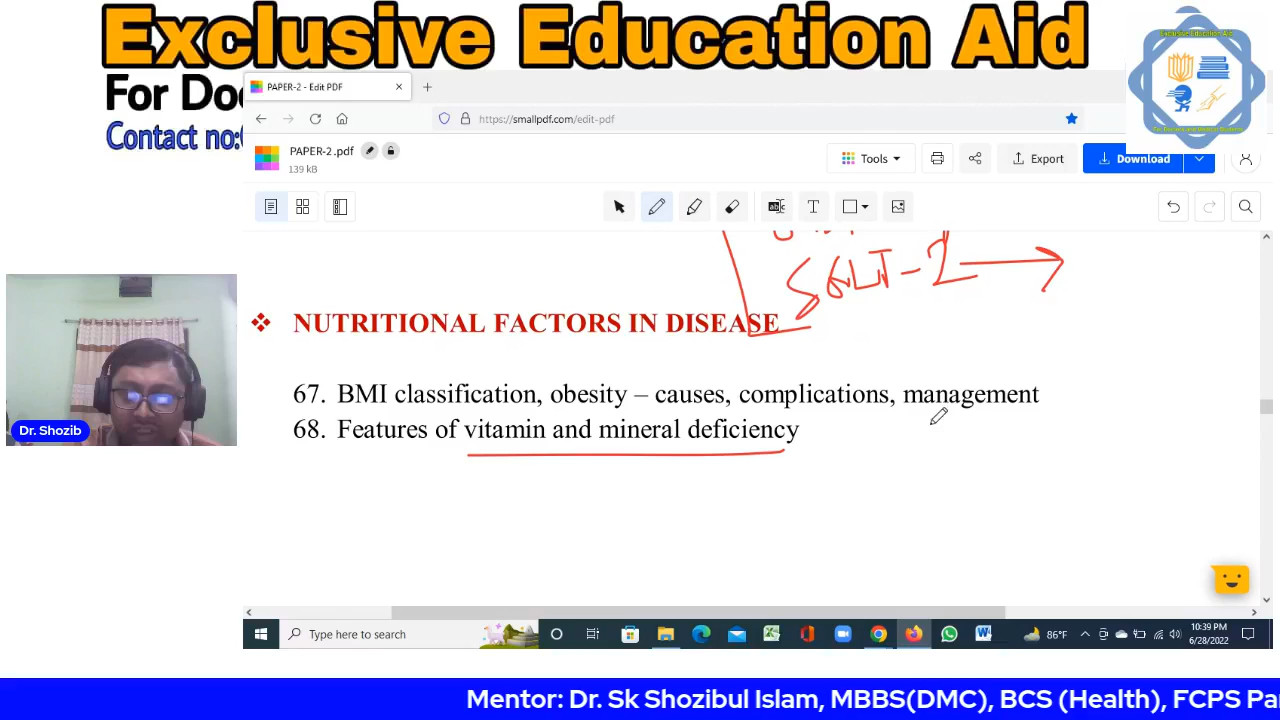 Exclusive Education Aid
For Do
Contact no:
PAPER-2 - Edit PDF
https://smallpdf.com/edit-pdf
PAPER-2.pdf
139 kB
Tools
Export
Download
SGLT-2
NUTRITIONAL FACTORS IN DISEASE
67. BMI classification, obesity – causes, complications, management
68. Features of vitamin and mineral deficiency
Dr. Shozib
Type here to search
86°F
10:39 PM
6/28/2022
Mentor: Dr. Sk Shozibul Islam, MBBS(DMC), BCS (Health), FCPS Pa